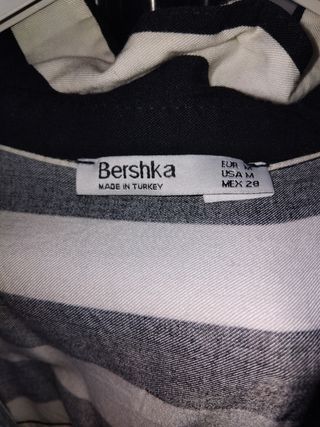 Bershka
MADE IN TURKEY
EUR M
USA M
MEX 28